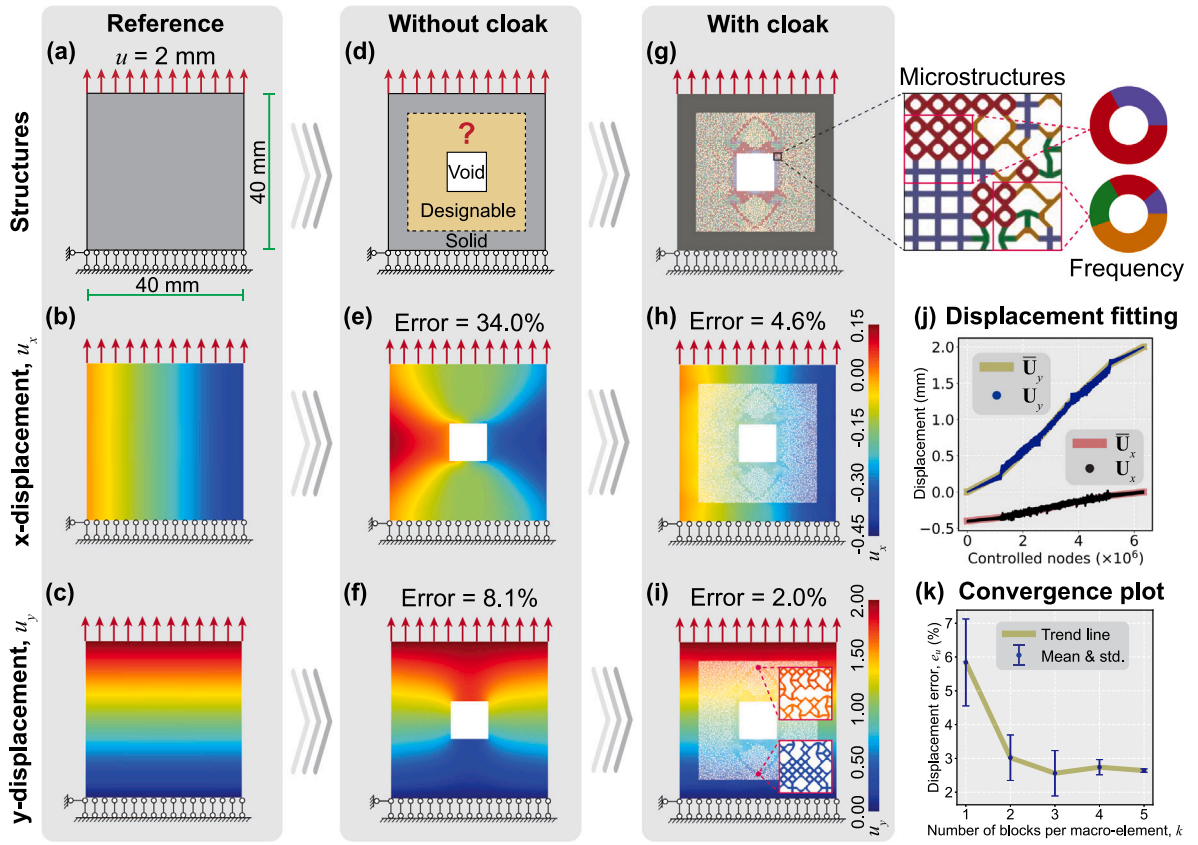 Reference
Without cloak
With cloak
Structures
(a)
u = 2 mm
40 mm
40 mm
(d)
?
Void
Designable
Solid
(g)
Microstructures
Frequency
x-displacement, u_x
(b)
(e)
Error = 34.0%
(h)
Error = 4.6%
0.15
0.00
-0.15
-0.30
-0.45
u_x
(j) Displacement fitting
Displacement (mm)
2.0
1.5
1.0
0.5
0.0
−0.5
U̅_y
U_y
U̅_x
U_x
0
2
4
6
Controlled nodes (×10⁶)
y-displacement, u_y
(c)
(f)
Error = 8.1%
(i)
Error = 2.0%
2.00
1.50
1.00
0.50
0.00
u_y
(k) Convergence plot
Displacement error, e_u (%)
7
6
5
4
3
2
Trend line
Mean & std.
1
2
3
4
5
Number of blocks per macro-element, k